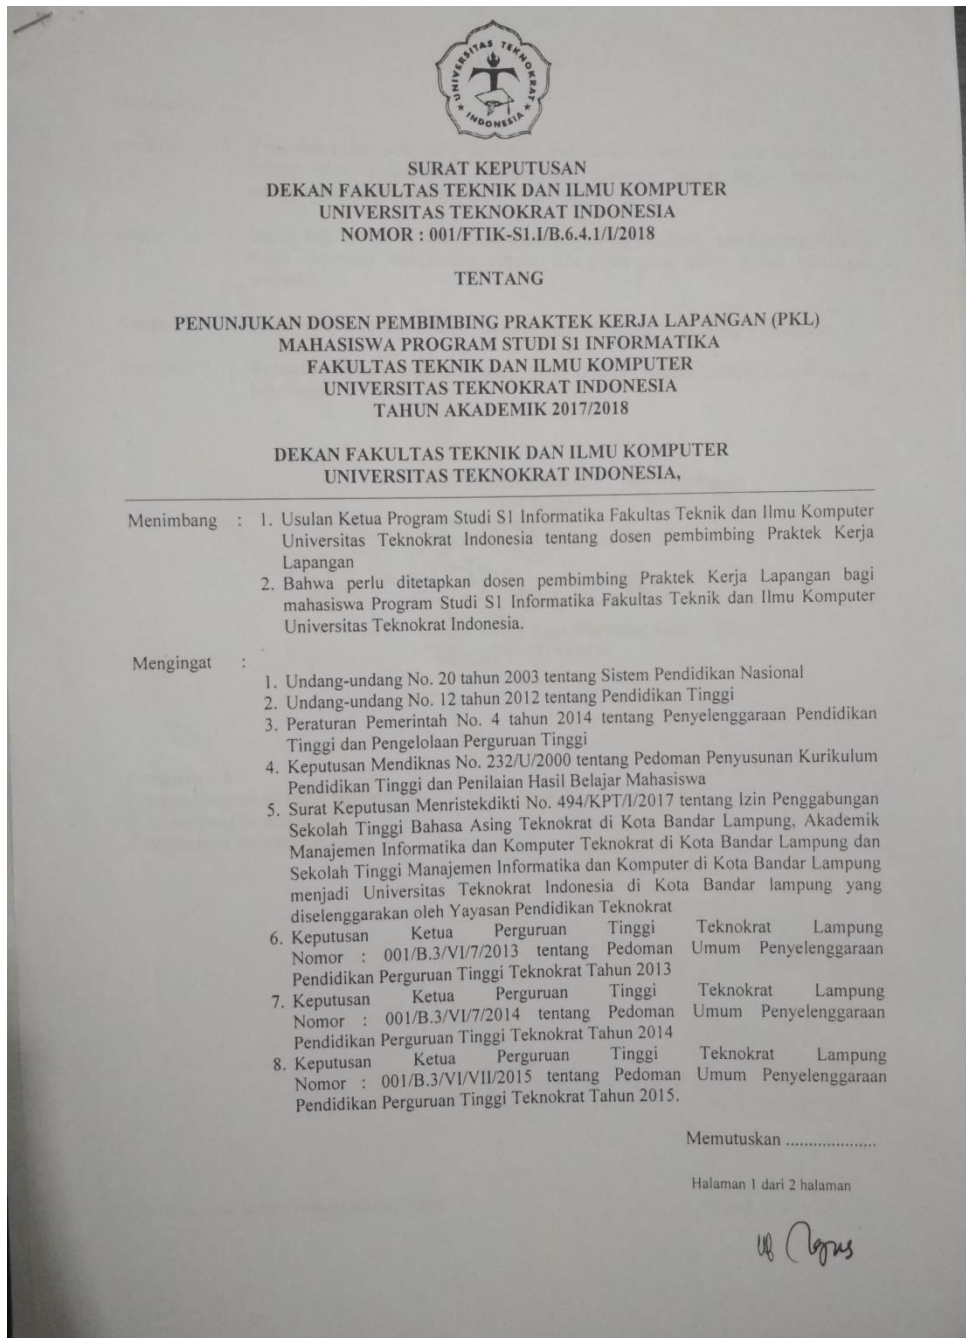 UNIVERSITAS TEKNOKRAT
INDONESIA
SURAT KEPUTUSAN
DEKAN FAKULTAS TEKNIK DAN ILMU KOMPUTER
UNIVERSITAS TEKNOKRAT INDONESIA
NOMOR : 001/FTIK-S1.I/B.6.4.1/I/2018
TENTANG
PENUNJUKAN DOSEN PEMBIMBING PRAKTEK KERJA LAPANGAN (PKL)
MAHASISWA PROGRAM STUDI S1 INFORMATIKA
FAKULTAS TEKNIK DAN ILMU KOMPUTER
UNIVERSITAS TEKNOKRAT INDONESIA
TAHUN AKADEMIK 2017/2018
DEKAN FAKULTAS TEKNIK DAN ILMU KOMPUTER
UNIVERSITAS TEKNOKRAT INDONESIA,
Menimbang : 1. Usulan Ketua Program Studi S1 Informatika Fakultas Teknik dan Ilmu Komputer
Universitas Teknokrat Indonesia tentang dosen pembimbing Praktek Kerja
Lapangan
2. Bahwa perlu ditetapkan dosen pembimbing Praktek Kerja Lapangan bagi
mahasiswa Program Studi S1 Informatika Fakultas Teknik dan Ilmu Komputer
Universitas Teknokrat Indonesia.
Mengingat :
1. Undang-undang No. 20 tahun 2003 tentang Sistem Pendidikan Nasional
2. Undang-undang No. 12 tahun 2012 tentang Pendidikan Tinggi
3. Peraturan Pemerintah No. 4 tahun 2014 tentang Penyelenggaraan Pendidikan
Tinggi dan Pengelolaan Perguruan Tinggi
4. Keputusan Mendiknas No. 232/U/2000 tentang Pedoman Penyusunan Kurikulum
Pendidikan Tinggi dan Penilaian Hasil Belajar Mahasiswa
5. Surat Keputusan Menristekdikti No. 494/KPT/I/2017 tentang Izin Penggabungan
Sekolah Tinggi Bahasa Asing Teknokrat di Kota Bandar Lampung, Akademik
Manajemen Informatika dan Komputer Teknokrat di Kota Bandar Lampung dan
Sekolah Tinggi Manajemen Informatika dan Komputer di Kota Bandar Lampung
menjadi Universitas Teknokrat Indonesia di Kota Bandar lampung yang
diselenggarakan oleh Yayasan Pendidikan Teknokrat
6. Keputusan Ketua Perguruan Tinggi Teknokrat Lampung
Nomor : 001/B.3/VI/7/2013 tentang Pedoman Umum Penyelenggaraan
Pendidikan Perguruan Tinggi Teknokrat Tahun 2013
7. Keputusan Ketua Perguruan Tinggi Teknokrat Lampung
Nomor : 001/B.3/VI/7/2014 tentang Pedoman Umum Penyelenggaraan
Pendidikan Perguruan Tinggi Teknokrat Tahun 2014
8. Keputusan Ketua Perguruan Tinggi Teknokrat Lampung
Nomor : 001/B.3/VI/VII/2015 tentang Pedoman Umum Penyelenggaraan
Pendidikan Perguruan Tinggi Teknokrat Tahun 2015.
Memutuskan ....................
Halaman 1 dari 2 halaman